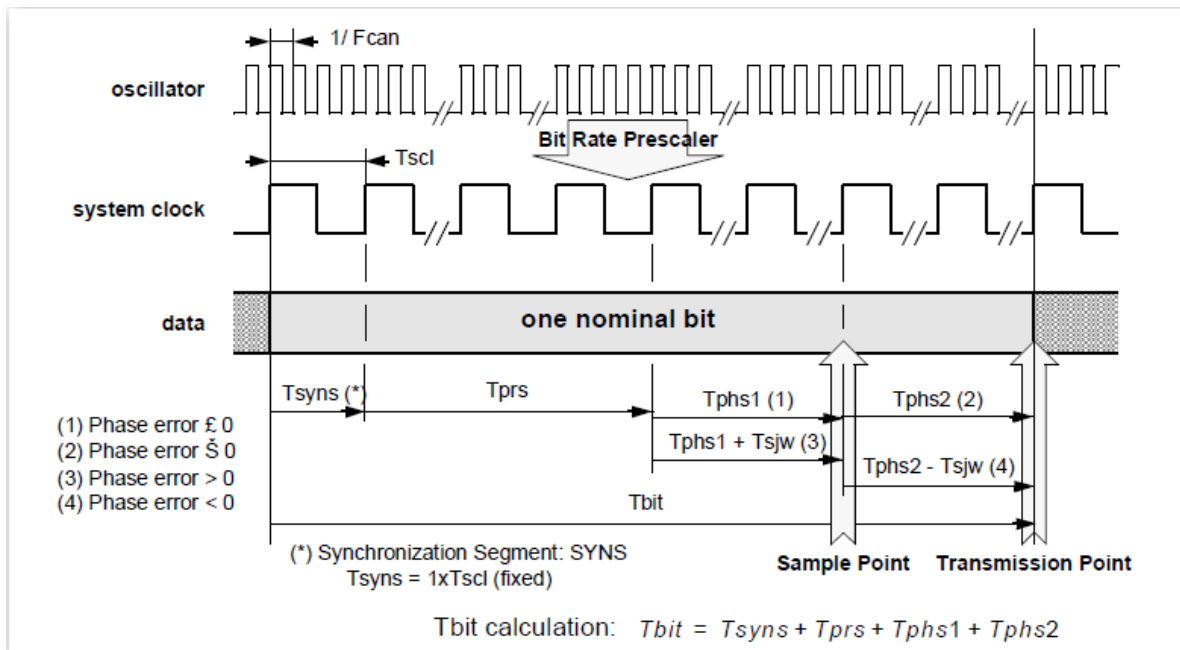 1/ Fcan
oscillator
Bit Rate Prescaler
Tscl
system clock
data
one nominal bit
Tsyns (*)
Tprs
Tphs1 (1)
Tphs2 (2)
(1) Phase error £ 0
(2) Phase error Š 0
(3) Phase error > 0
(4) Phase error < 0
Tphs1 + Tsjw (3)
Tphs2 - Tsjw (4)
Tbit
(*) Synchronization Segment: SYNS
Tsyns = 1xTscl (fixed)
Sample Point
Transmission Point
Tbit calculation: Tbit = Tsyns + Tprs + Tphs1 + Tphs2